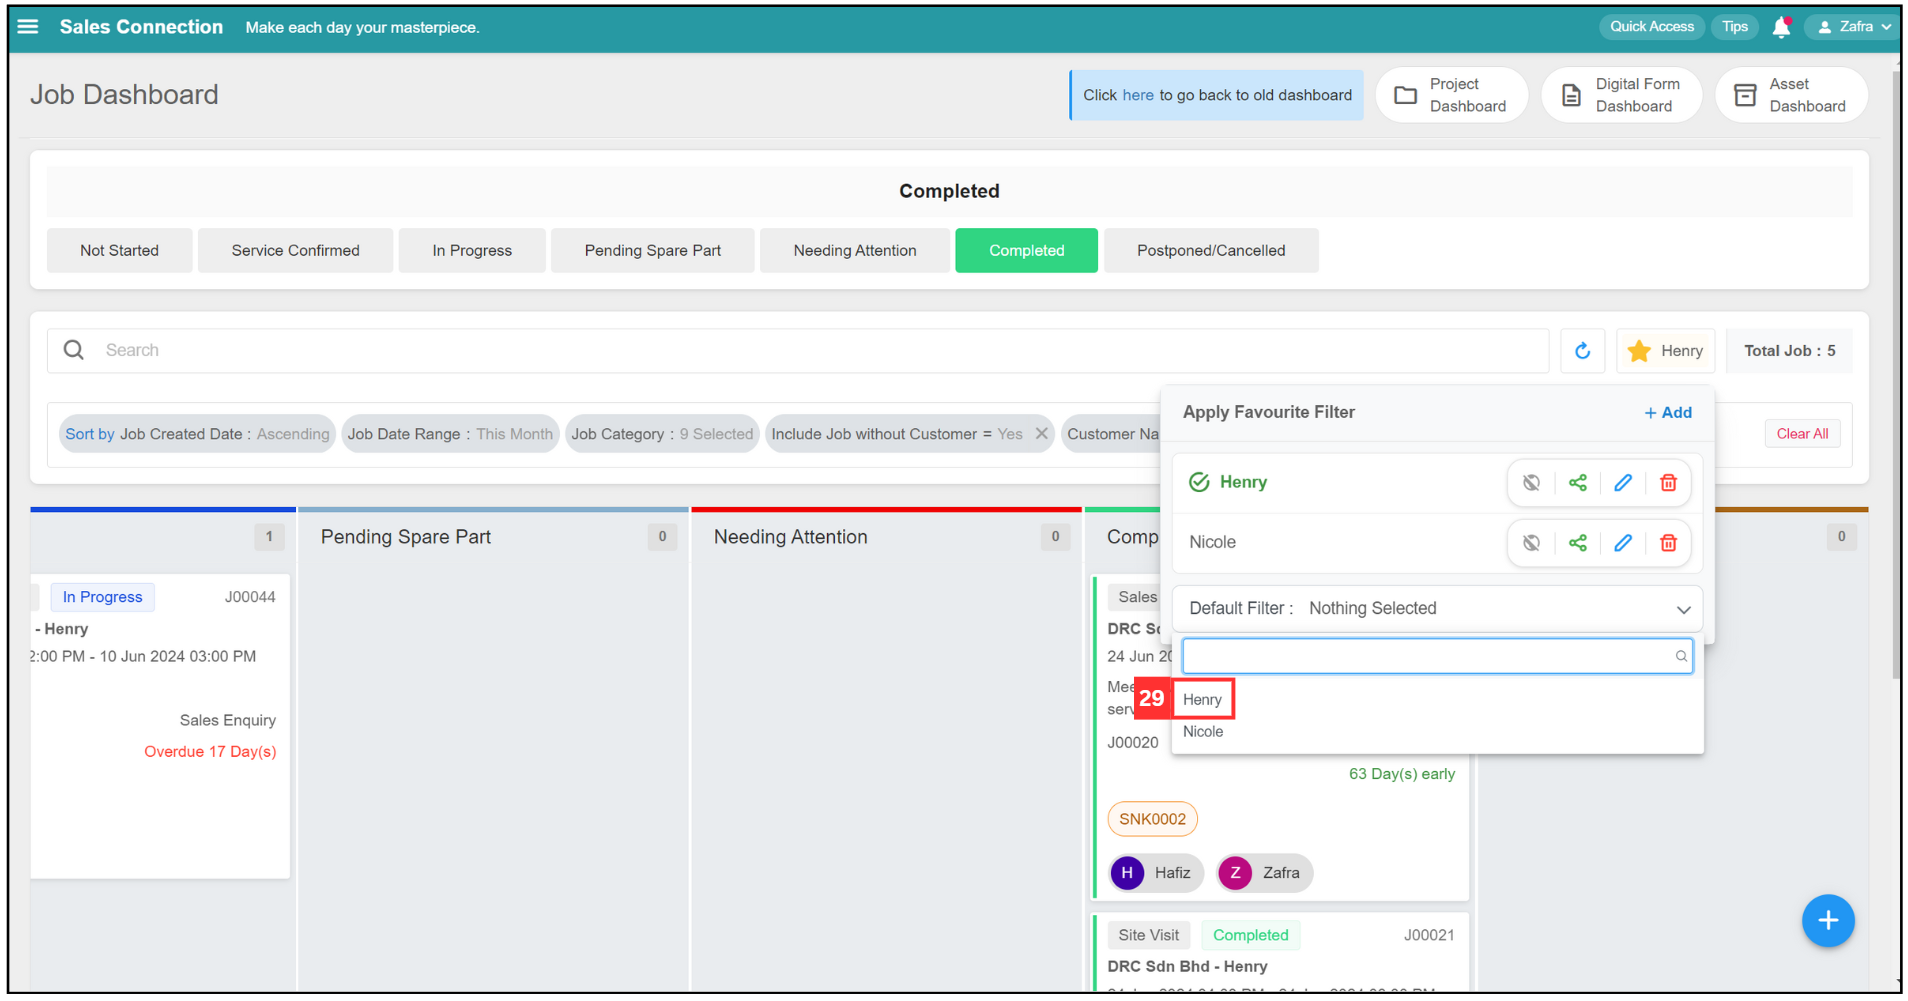 Sales Connection Make each day your masterpiece. Quick Access Tips Zafra
Job Dashboard
Click here to go back to old dashboard
Project
Dashboard
Digital Form
Dashboard
Asset
Dashboard
Completed
Not Started Service Confirmed In Progress Pending Spare Part Needing Attention Completed Postponed/Cancelled
Search Henry Total Job : 5
Sort by Job Created Date : Ascending Job Date Range : This Month Job Category : 9 Selected Include Job without Customer = Yes Customer Na Clear All
Apply Favourite Filter + Add
Henry
Nicole
Default Filter : Nothing Selected
29 Henry
Nicole
1
In Progress J00044
- Henry
2:00 PM - 10 Jun 2024 03:00 PM
Sales Enquiry
Overdue 17 Day(s)
Pending Spare Part 0
Needing Attention 0
Comp
0
Sales
DRC S
24 Jun 20
Mee
serv
J00020
63 Day(s) early
SNK0002
H Hafiz Z Zafra
Site Visit Completed J00021
DRC Sdn Bhd - Henry